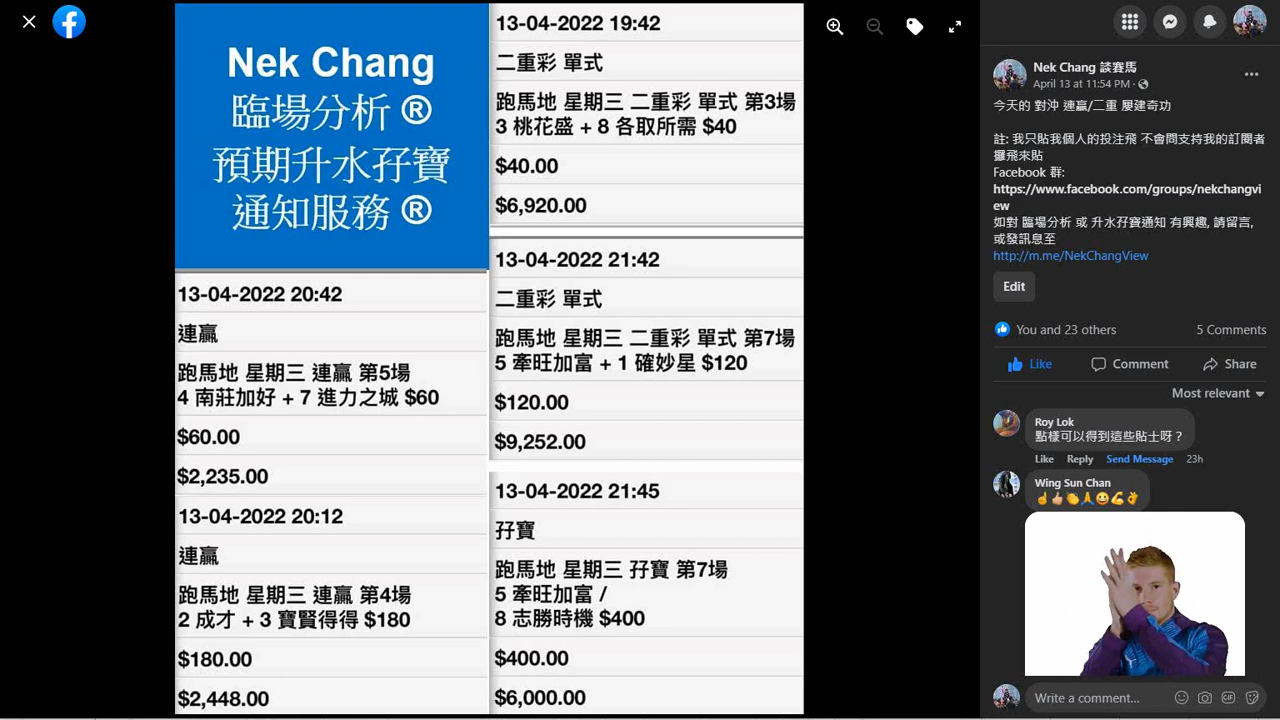 Nek Chang
臨場分析 ®
預期升水孖寶
通知服務 ®
13-04-2022 20:42
連贏
跑馬地 星期三 連贏 第5場
4 南莊加好 + 7 進力之城 $60
$60.00
$2,235.00
13-04-2022 20:12
連贏
跑馬地 星期三 連贏 第4場
2 成才 + 3 寶賢得得 $180
$180.00
$2,448.00
13-04-2022 19:42
二重彩 單式
跑馬地 星期三 二重彩 單式 第3場
3 桃花盛 + 8 各取所需 $40
$40.00
$6,920.00
13-04-2022 21:42
二重彩 單式
跑馬地 星期三 二重彩 單式 第7場
5 牽旺加富 + 1 確妙星 $120
$120.00
$9,252.00
13-04-2022 21:45
孖寶
跑馬地 星期三 孖寶 第7場
5 牽旺加富 /
8 志勝時機 $400
$400.00
$6,000.00
Nek Chang 談賽馬
April 13 at 11:54 PM ·
今天的 對沖 連贏/二重 屢建奇功
註: 我只貼我個人的投注飛 不會問支持我的訂閱者
攞飛來貼
Facebook 群:
https://www.facebook.com/groups/nekchangvi
ew
如對 臨場分析 或 升水孖寶通知 有興趣, 請留言,
或發訊息至
http://m.me/NekChangView
Edit
You and 23 others
5 Comments
Like
Comment
Share
Most relevant
Roy Lok
點樣可以得到這些貼士呀？
Like Reply Send Message 23h
Wing Sun Chan
☝👍🏼👏🙏😀💪👌
Write a comment...
GIF